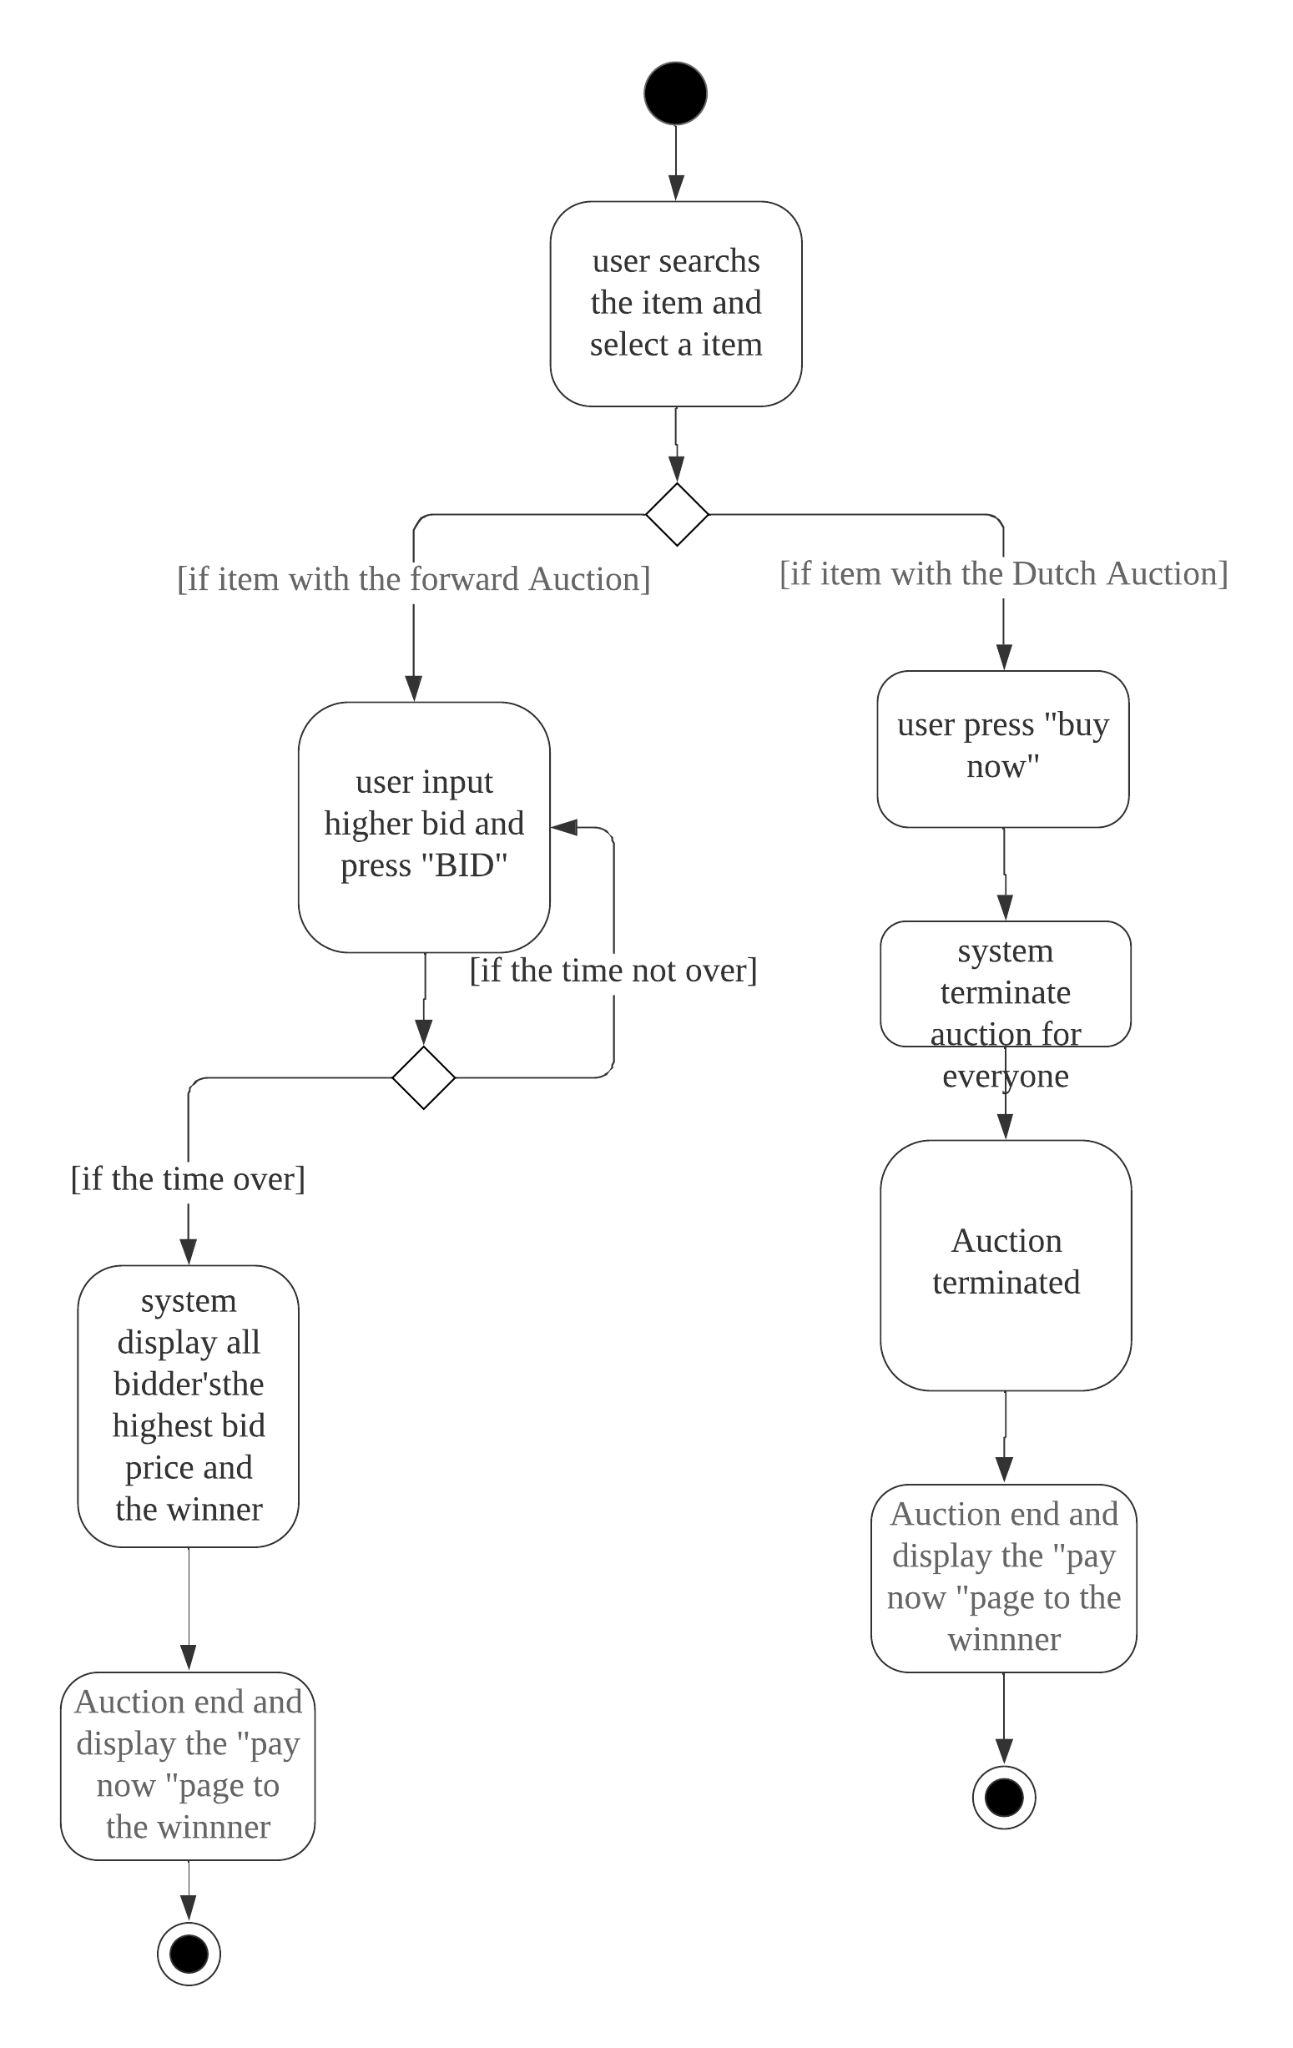 user searchs
the item and
select a item
[if item with the forward Auction]
[if item with the Dutch Auction]
user input
higher bid and
press "BID"
[if the time not over]
[if the time over]
system
display all
bidder'sthe
highest bid
price and
the winner
Auction end and
display the "pay
now "page to
the winnner
user press "buy
now"
system
terminate
auction for
everyone
Auction
terminated
Auction end and
display the "pay
now "page to the
winnner